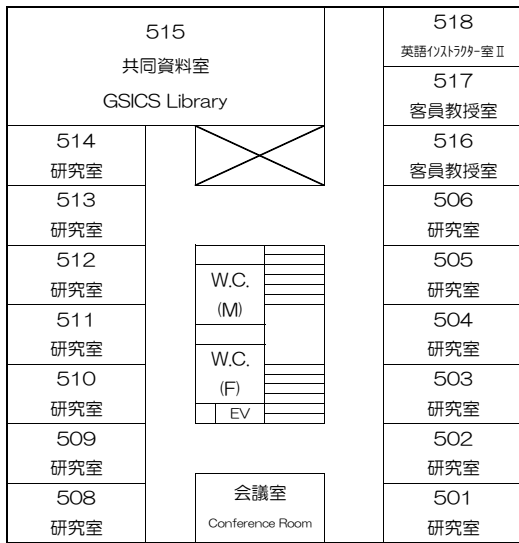 515
共同資料室
GSICS Library
518
英語インストラクター室Ⅱ
517
客員教授室
514
研究室
516
客員教授室
513
研究室
506
研究室
512
研究室
W.C.
(M)
505
研究室
511
研究室
504
研究室
510
研究室
W.C.
(F)
EV
503
研究室
509
研究室
502
研究室
508
研究室
会議室
Conference Room
501
研究室